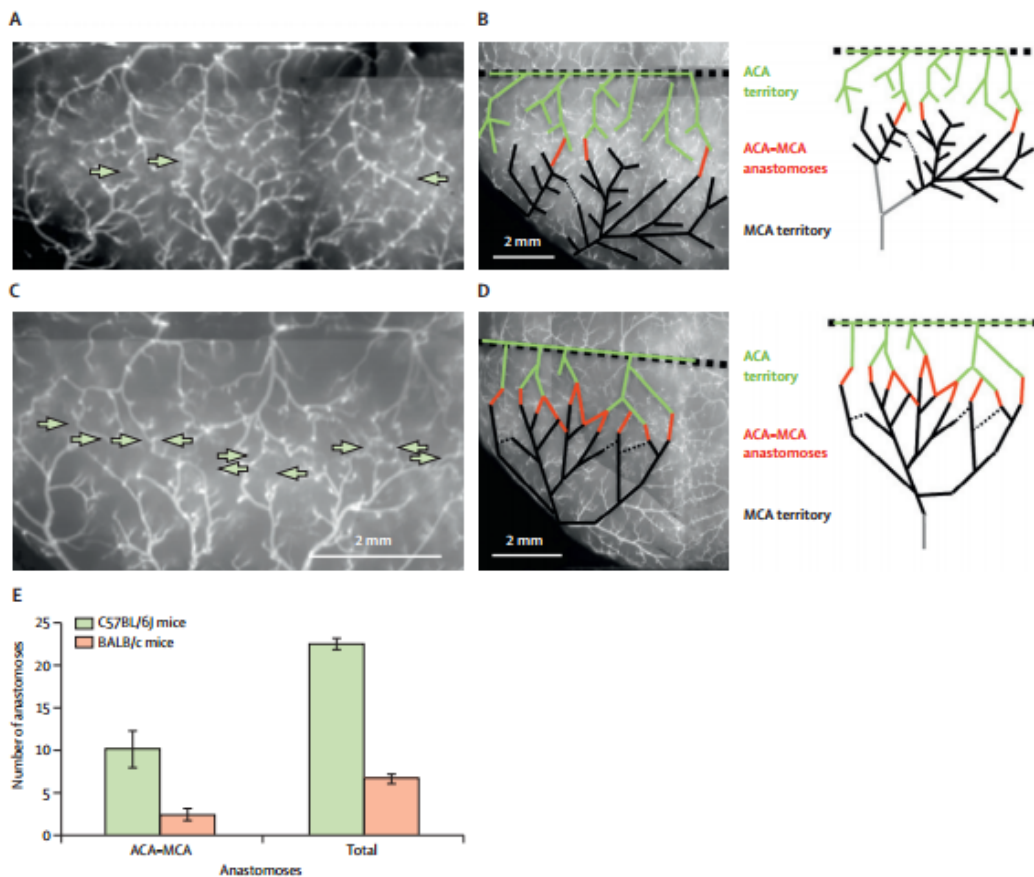 A
B
ACA
territory
ACA–MCA
anastomoses
MCA territory
2 mm
C
D
ACA
territory
ACA–MCA
anastomoses
MCA territory
2 mm
2 mm
E
C57BL/6J mice
BALB/c mice
Number of anastomoses
25
20
15
10
5
0
ACA–MCA
Total
Anastomoses